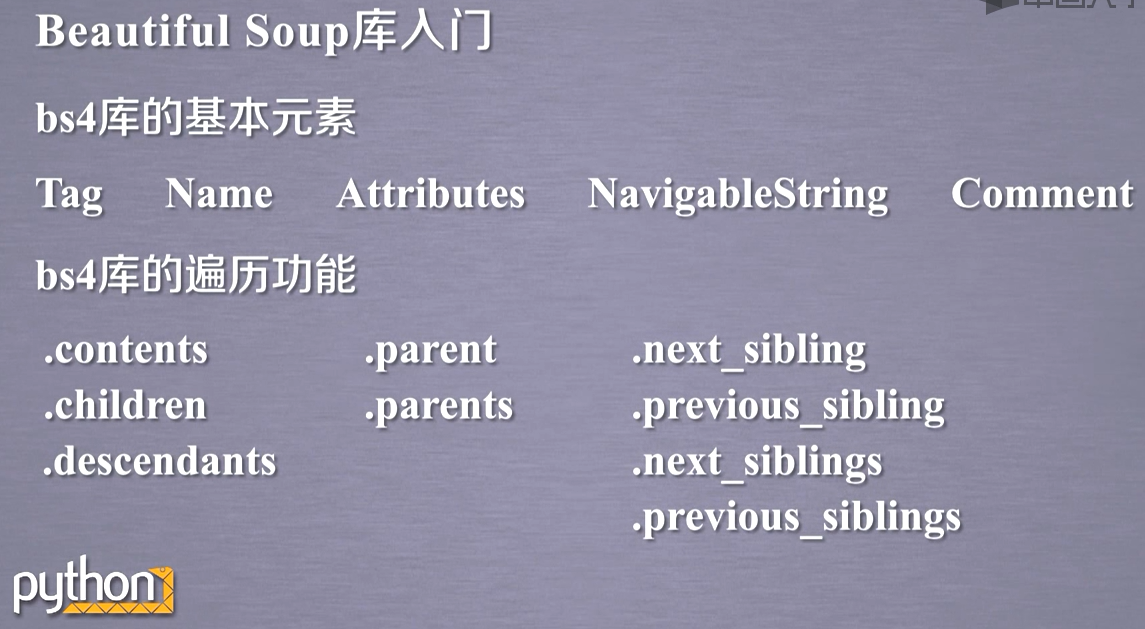 Beautiful Soup库入门
bs4库的基本元素
Tag Name Attributes NavigableString Comment
bs4库的遍历功能
.contents .parent .next_sibling
.children .parents .previous_sibling
.descendants .next_siblings
.previous_siblings
python